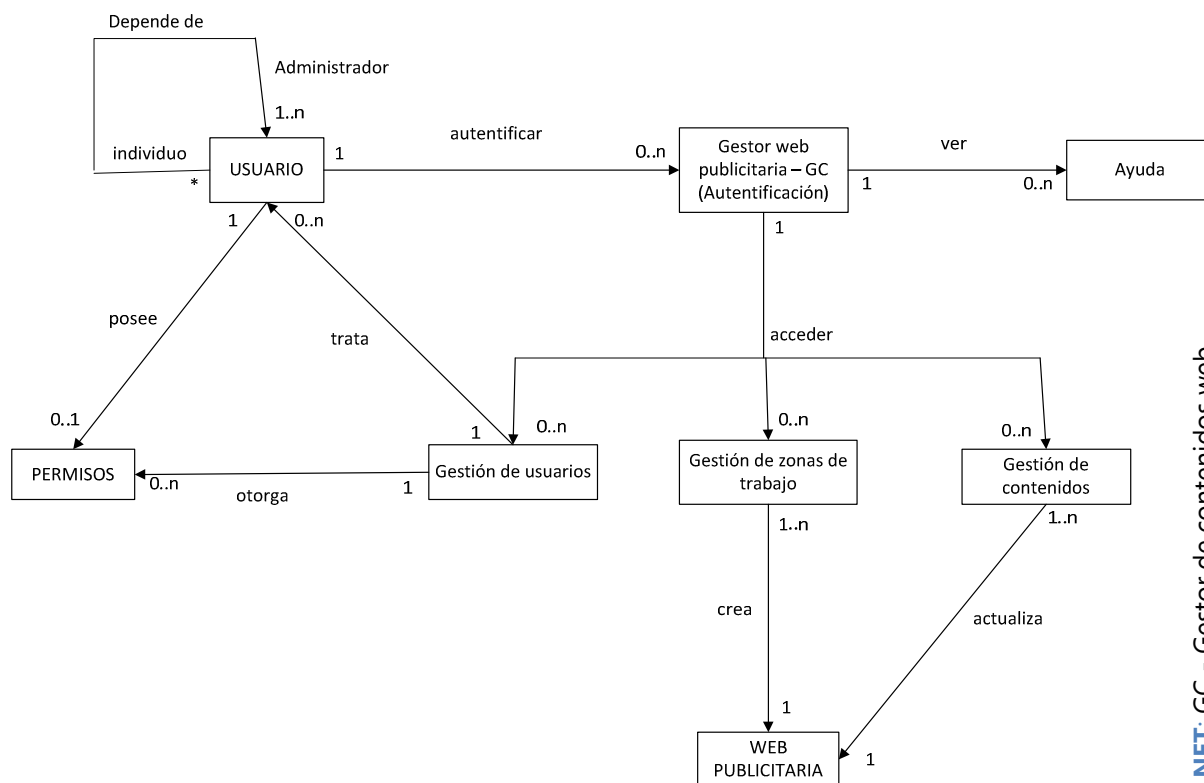 Depende de
Administrador
1..n
individuo
*
USUARIO
1
autentificar
0..n
Gestor web
publicitaria – GC
(Autentificación)
1
ver
0..n
Ayuda
1
0..n
1
posee
trata
acceder
0..1
1
0..n
0..n
0..n
PERMISOS
0..n
otorga
1
Gestión de usuarios
Gestión de zonas de
trabajo
Gestión de
contenidos
1..n
1..n
crea
actualiza
1
1
WEB
PUBLICITARIA
NET: GC - Gestor de contenidos web